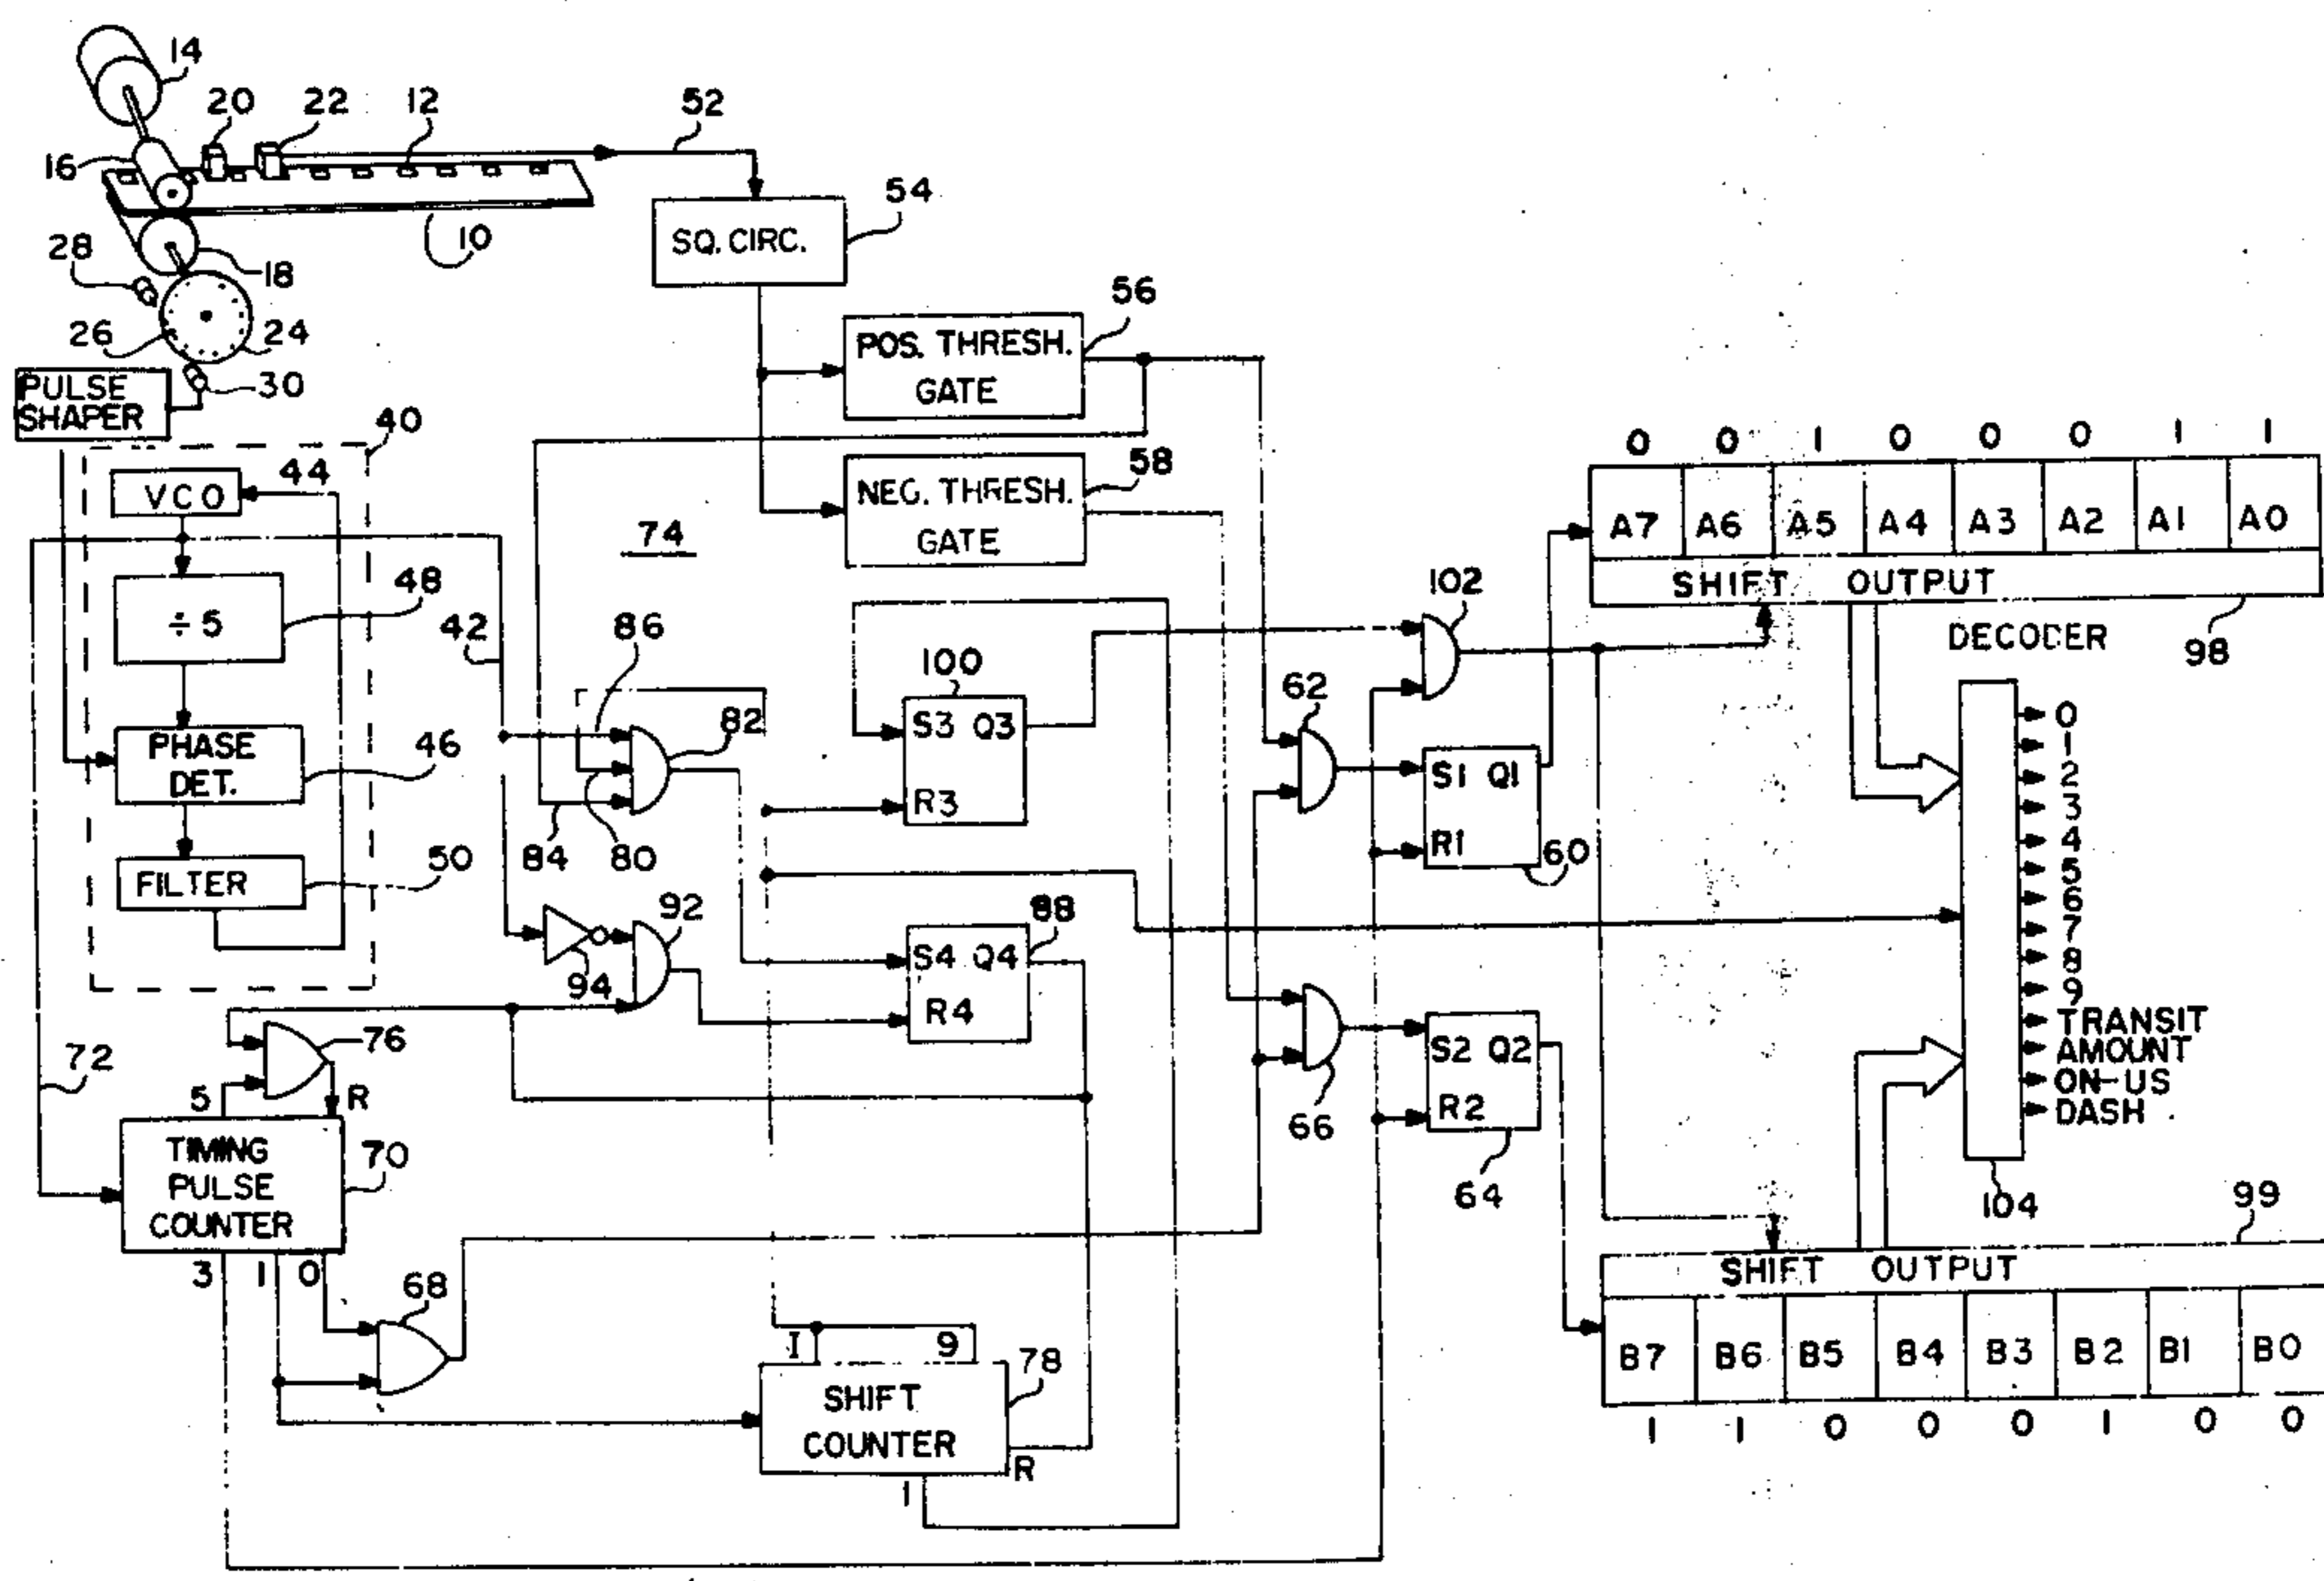 14
20 22 12 52
16
54
SQ. CIRC.
10
28
18
56
26 24
POS. THRESH.
GATE
30
PULSE
SHAPER
40
0 0 1 0 0 0 1 1
44
58
VCO
NEG. THRESH.
GATE
A7 A6 A5 A4 A3 A2 A1 A0
74
48
102
SHIFT OUTPUT
÷5
42
86
DECODER
98
100
62
82
S3 Q3
0
1
2
3
4
5
6
7
8
9
TRANSIT
AMOUNT
ON-US
DASH
PHASE
DET.
46
S1 Q1
R3
R1
60
84 80
50
FILTER
92
88
S4 Q4
94
R4
76
72
S2 Q2
5
R
R2
66
TIMING
PULSE
COUNTER
70
64
104
99
3 1 0
68
SHIFT OUTPUT
I 9
78
B7 B6 B5 B4 B3 B2 B1 B0
SHIFT
COUNTER
R
1 1 0 0 0 1 0 0
1